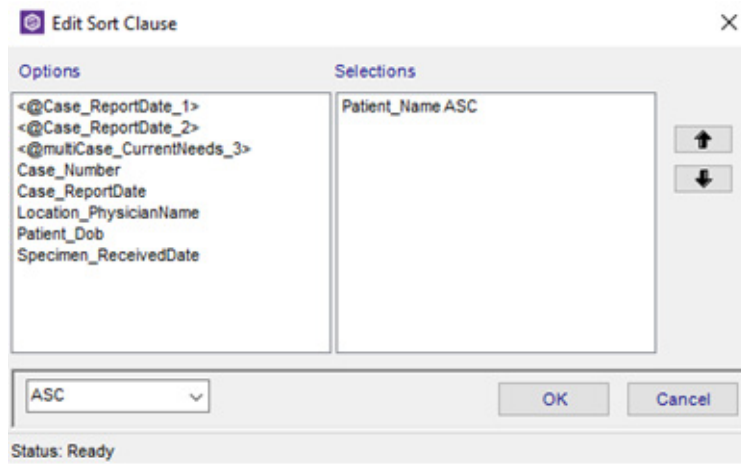 Edit Sort Clause
Options
Selections
<@Case_ReportDate_1>
<@Case_ReportDate_2>
<@multiCase_CurrentNeeds_3>
Case_Number
Case_ReportDate
Location_PhysicianName
Patient_Dob
Specimen_ReceivedDate
Patient_Name ASC
ASC
OK
Cancel
Status: Ready